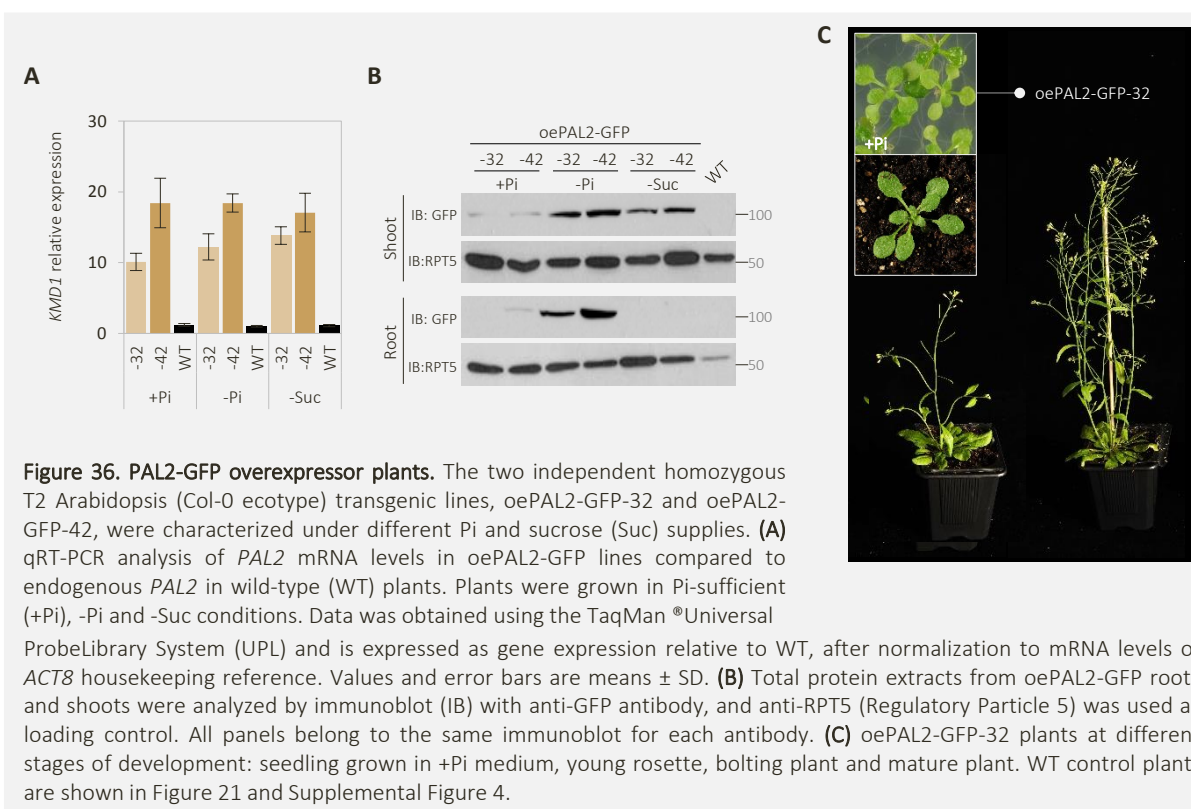 A
B
C
30
20
10
0
KMD1 relative expression
-32
-42
WT
-32
-42
WT
-32
-42
WT
+Pi
-Pi
-Suc
oePAL2-GFP
-32 -42 -32 -42 -32 -42 WT
+Pi -Pi -Suc
Shoot
IB: GFP
100
IB:RPT5
50
Root
IB: GFP
100
IB:RPT5
50
oePAL2-GFP-32
+Pi
Figure 36. PAL2-GFP overexpressor plants. The two independent homozygous
T2 Arabidopsis (Col-0 ecotype) transgenic lines, oePAL2-GFP-32 and oePAL2-
GFP-42, were characterized under different Pi and sucrose (Suc) supplies. (A)
qRT-PCR analysis of PAL2 mRNA levels in oePAL2-GFP lines compared to
endogenous PAL2 in wild-type (WT) plants. Plants were grown in Pi-sufficient
(+Pi), -Pi and -Suc conditions. Data was obtained using the TaqMan ®Universal
ProbeLibrary System (UPL) and is expressed as gene expression relative to WT, after normalization to mRNA levels o
ACT8 housekeeping reference. Values and error bars are means ± SD. (B) Total protein extracts from oePAL2-GFP root
and shoots were analyzed by immunoblot (IB) with anti-GFP antibody, and anti-RPT5 (Regulatory Particle 5) was used a
loading control. All panels belong to the same immunoblot for each antibody. (C) oePAL2-GFP-32 plants at differen
stages of development: seedling grown in +Pi medium, young rosette, bolting plant and mature plant. WT control plant
are shown in Figure 21 and Supplemental Figure 4.